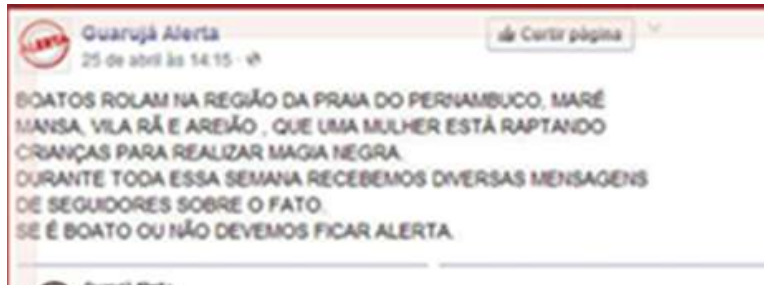 ALERTA
Guarujá Alerta
Curtir página
25 de abril às 14:15
BOATOS ROLAM NA REGIÃO DA PRAIA DO PERNAMBUCO, MARÉ
MANSA, VILA RÃ E AREIÃO , QUE UMA MULHER ESTÁ RAPTANDO
CRIANÇAS PARA REALIZAR MAGIA NEGRA.
DURANTE TODA ESSA SEMANA RECEBEMOS DIVERSAS MENSAGENS
DE SEGUIDORES SOBRE O FATO.
SE É BOATO OU NÃO DEVEMOS FICAR ALERTA.